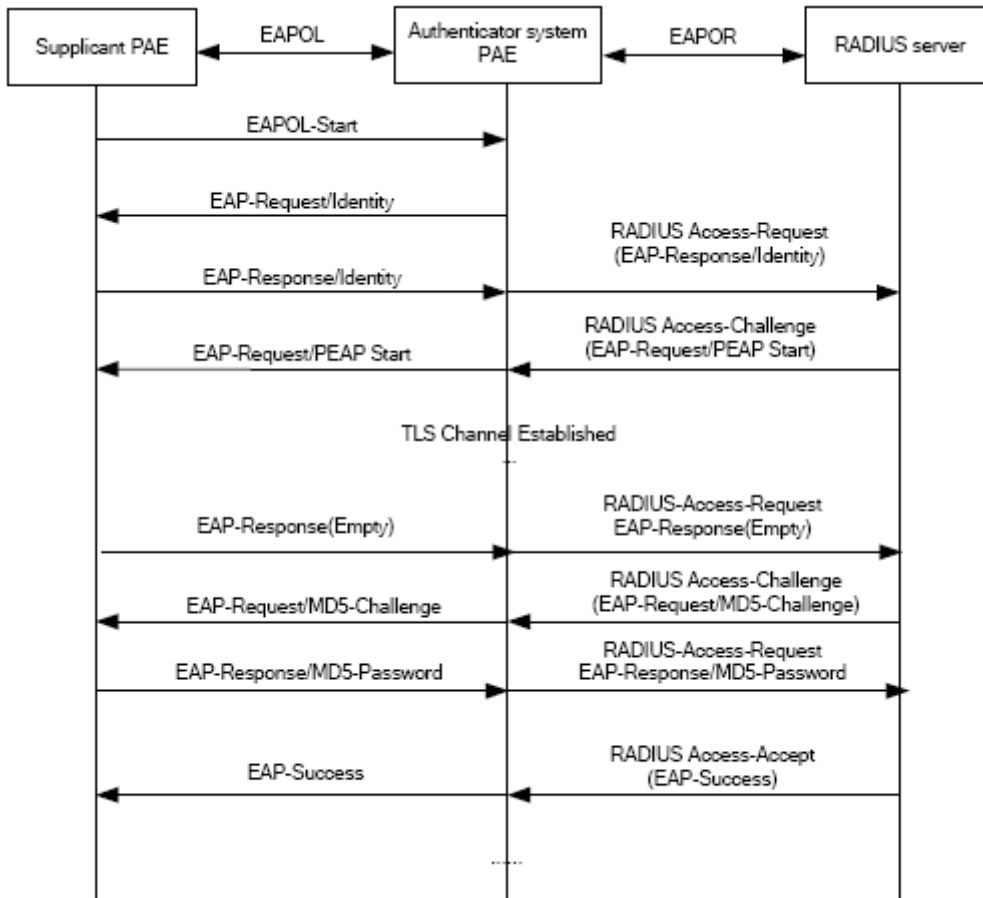 Supplicant PAE
EAPOL
Authenticator system
PAE
EAPOR
RADIUS server
EAPOL-Start
EAP-Request/Identity
RADIUS Access-Request
(EAP-Response/Identity)
EAP-Response/Identity
RADIUS Access-Challenge
(EAP-Request/PEAP Start)
EAP-Request/PEAP Start
TLS Channel Established
RADIUS-Access-Request
EAP-Response(Empty)
EAP-Response(Empty)
RADIUS Access-Challenge
(EAP-Request/MD5-Challenge)
EAP-Request/MD5-Challenge
RADIUS-Access-Request
EAP-Response/MD5-Password
EAP-Response/MD5-Password
RADIUS Access-Accept
(EAP-Success)
EAP-Success